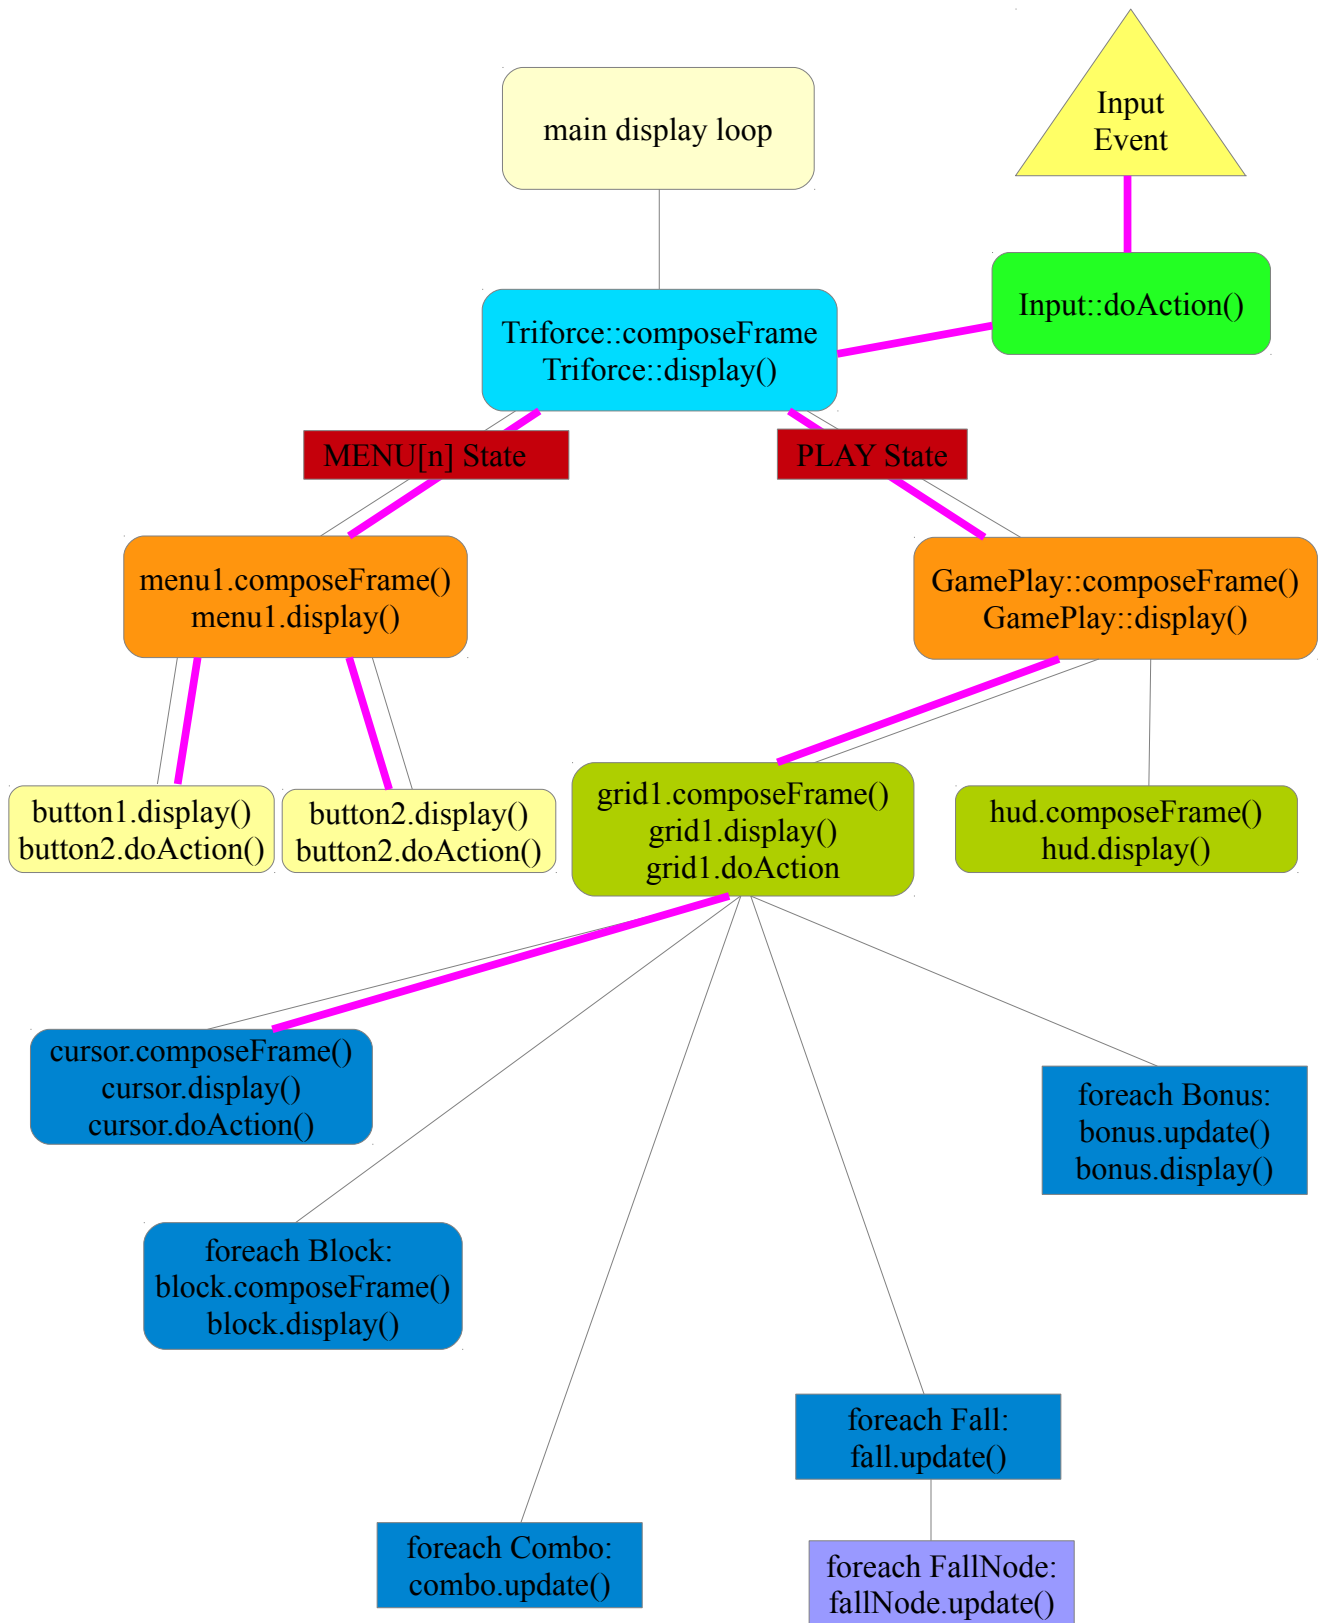 main display loop
Input
Event
Input::doAction()
Triforce::composeFrame
Triforce::display()
MENU[n] State
PLAY State
menu1.composeFrame()
menu1.display()
GamePlay::composeFrame()
GamePlay::display()
button1.display()
button2.doAction()
button2.display()
button2.doAction()
grid1.composeFrame()
grid1.display()
grid1.doAction
hud.composeFrame()
hud.display()
cursor.composeFrame()
cursor.display()
cursor.doAction()
foreach Bonus:
bonus.update()
bonus.display()
foreach Block:
block.composeFrame()
block.display()
foreach Fall:
fall.update()
foreach Combo:
combo.update()
foreach FallNode:
fallNode.update()